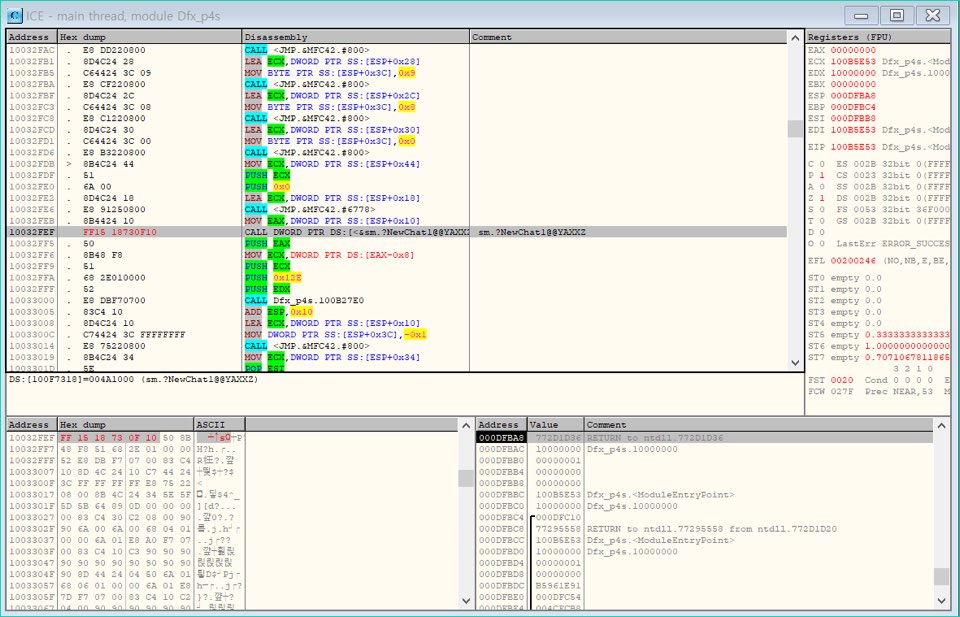 ICE - main thread, module Dfx_p4s
Address Hex dump Disassembly Comment
10032FAC . E8 DD220800 CALL <JMP.&MFC42.#800>
10032FB1 . 8D4C24 28 LEA ECX,DWORD PTR SS:[ESP+0x28]
10032FB5 . C64424 3C 09 MOV BYTE PTR SS:[ESP+0x3C],0x9
10032FBA . E8 CF220800 CALL <JMP.&MFC42.#800>
10032FBF . 8D4C24 2C LEA ECX,DWORD PTR SS:[ESP+0x2C]
10032FC3 . C64424 3C 08 MOV BYTE PTR SS:[ESP+0x3C],0x8
10032FC8 . E8 C1220800 CALL <JMP.&MFC42.#800>
10032FCD . 8D4C24 30 LEA ECX,DWORD PTR SS:[ESP+0x30]
10032FD1 . C64424 3C 00 MOV BYTE PTR SS:[ESP+0x3C],0x0
10032FD6 . E8 B3220800 CALL <JMP.&MFC42.#800>
10032FDB > 8B4C24 44 MOV ECX,DWORD PTR SS:[ESP+0x44]
10032FDF . 51 PUSH ECX
10032FE0 . 6A 00 PUSH 0x0
10032FE2 . 8D4C24 18 LEA ECX,DWORD PTR SS:[ESP+0x18]
10032FE6 . E8 91250800 CALL <JMP.&MFC42.#6778>
10032FEB . 8B4424 10 MOV EAX,DWORD PTR SS:[ESP+0x10]
10032FEF FF15 18730F10 CALL DWORD PTR DS:[<&sm.?NewChat1@@YAXXZ sm.?NewChat1@@YAXXZ
10032FF5 . 50 PUSH EAX
10032FF6 . 8B48 F8 MOV ECX,DWORD PTR DS:[EAX-0x8]
10032FF9 . 51 PUSH ECX
10032FFA . 68 2E010000 PUSH 0x12E
10032FFF . 52 PUSH EDX
10033000 . E8 DBF70700 CALL Dfx_p4s.100B27E0
10033005 . 83C4 10 ADD ESP,0x10
10033008 . 8D4C24 10 LEA ECX,DWORD PTR SS:[ESP+0x10]
1003300C . C74424 3C FFFFFFFF MOV DWORD PTR SS:[ESP+0x3C],-0x1
10033014 . E8 75220800 CALL <JMP.&MFC42.#800>
10033019 . 8B4C24 34 MOV ECX,DWORD PTR SS:[ESP+0x34]
1003301D . 5E POP ESI
DS:[100F7318]=004A1000 (sm.?NewChat1@@YAXXZ)
Registers (FPU)
EAX 00000000
ECX 100B5E53 Dfx_p4s.<Mod
EDX 10000000 Dfx_p4s.1000
EBX 00000000
ESP 000DFBA8
EBP 000DFBC4
ESI 000DFBB8
EDI 100B5E53 Dfx_p4s.<Mod
EIP 100B5E53 Dfx_p4s.<Mod
C 0 ES 002B 32bit 0(FFFF
P 1 CS 0023 32bit 0(FFFF
A 0 SS 002B 32bit 0(FFFF
Z 1 DS 002B 32bit 0(FFFF
S 0 FS 0053 32bit 36F000
T 0 GS 002B 32bit 0(FFFF
D 0
O 0 LastErr ERROR_SUCCES
EFL 00200246 (NO,NB,E,BE,
ST0 empty 0.0
ST1 empty 0.0
ST2 empty 0.0
ST3 empty 0.0
ST4 empty 0.0
ST5 empty 0.3333333333333
ST6 empty 1.0000000000000
ST7 empty 0.7071067811865
3 2 1 0
FST 0020 Cond 0 0 0 0 E
FCW 027F Prec NEAR,53 M
Address Hex dump ASCII
10032FEF FF 15 18 73 0F 10 50 8B
10032FF7 48 F8 51 68 2E 01 00 00
10032FFF 52 E8 DB F7 07 00 83 C4
10033007 10 8D 4C 24 10 C7 44 24
1003300F 3C FF FF FF FF E8 75 22
10033017 08 00 8B 4C 24 34 5E 5F
1003301F 5D 5B 64 89 0D 00 00 00
10033027 00 83 C4 30 C2 08 00 90
1003302F 90 6A 00 6A 00 68 04 01
10033037 00 00 6A 01 E8 A0 F7 07
1003303F 00 83 C4 10 C3 90 90 90
10033047 90 90 90 90 90 90 90 90
1003304F 90 8D 44 24 04 50 6A 01
10033057 68 06 01 00 00 6A 01 E8
1003305F 7D F7 07 00 83 C4 10 C2
10033067 04 00 90 90 90 90 90 90
Address Value Comment
000DFBA8 772D1D36 RETURN to ntdll.772D1D36
000DFBAC 10000000 Dfx_p4s.10000000
000DFBB0 00000001
000DFBB4 00000000
000DFBB8 00000000
000DFBBC 100B5E53 Dfx_p4s.<ModuleEntryPoint>
000DFBC0 10000000 Dfx_p4s.10000000
000DFBC4 000DFC10
000DFBC8 77295558 RETURN to ntdll.77295558 from ntdll.772D1D20
000DFBCC 100B5E53 Dfx_p4s.<ModuleEntryPoint>
000DFBD0 10000000 Dfx_p4s.10000000
000DFBD4 00000001
000DFBD8 00000000
000DFBDC B5961E91
000DFBE0 000DFC54
000DFBE4 004CFCB8